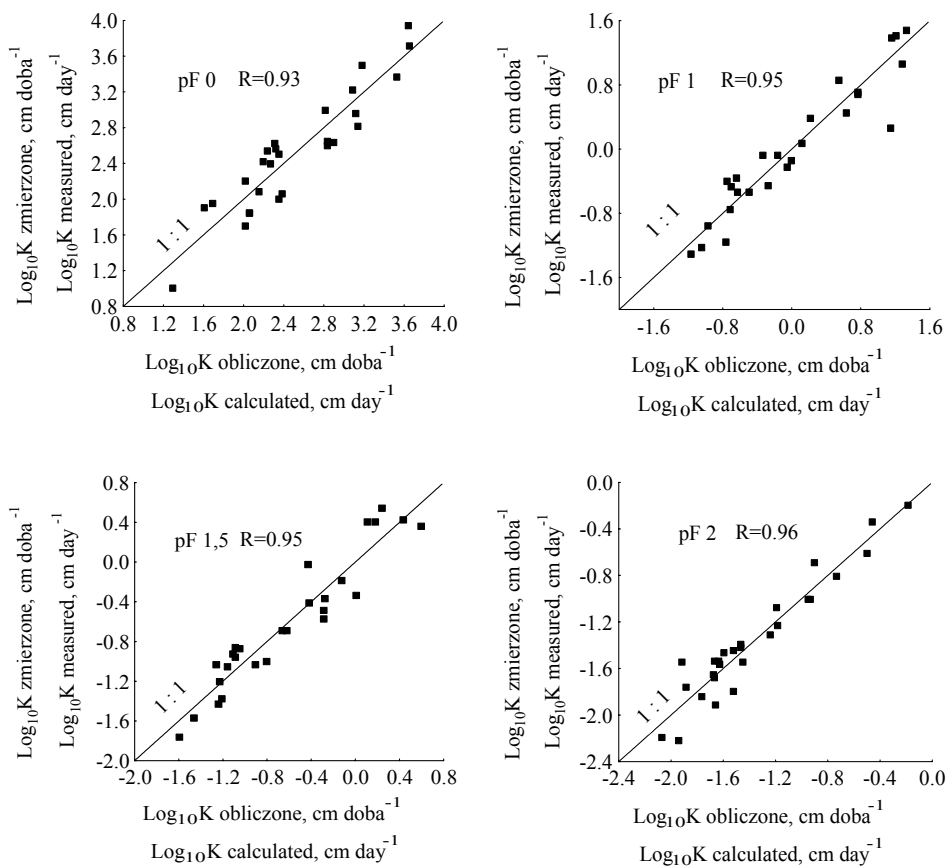 Log₁₀K zmierzone, cm doba⁻¹
Log₁₀K measured, cm day⁻¹
4.0
3.6
3.2
2.8
2.4
2.0
1.6
1.2
0.8
pF 0 R=0.93
1 : 1
0.8 1.2 1.6 2.0 2.4 2.8 3.2 3.6 4.0
Log₁₀K obliczone, cm doba⁻¹
Log₁₀K calculated, cm day⁻¹
Log₁₀K zmierzone, cm doba⁻¹
Log₁₀K measured, cm day⁻¹
1.6
0.8
0.0
-0.8
-1.6
pF 1 R=0.95
1 : 1
-1.6 -0.8 0.0 0.8 1.6
Log₁₀K obliczone, cm doba⁻¹
Log₁₀K calculated, cm day⁻¹
Log₁₀K zmierzone, cm doba⁻¹
Log₁₀K measured, cm day⁻¹
0.8
0.4
0.0
-0.4
-0.8
-1.2
-1.6
-2.0
pF 1,5 R=0.95
1 : 1
-2.0 -1.6 -1.2 -0.8 -0.4 0.0 0.4 0.8
Log₁₀K obliczone, cm doba⁻¹
Log₁₀K calculated, cm day⁻¹
Log₁₀K zmierzone, cm doba⁻¹
Log₁₀K measured, cm day⁻¹
0.0
-0.4
-0.8
-1.2
-1.6
-2.0
-2.4
pF 2 R=0.96
1 : 1
-2.4 -2.0 -1.6 -1.2 -0.8 -0.4 0.0
Log₁₀K obliczone, cm doba⁻¹
Log₁₀K calculated, cm day⁻¹